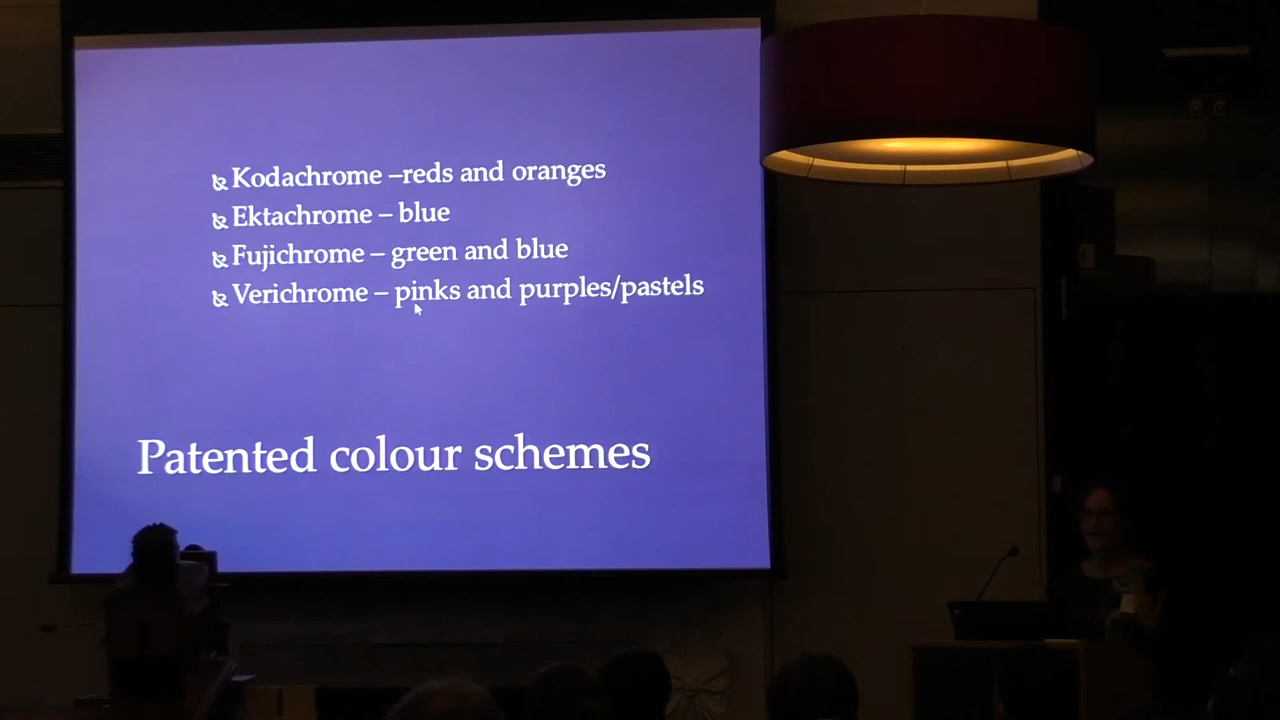 Kodachrome –reds and oranges
Ektachrome – blue
Fujichrome – green and blue
Verichrome – pinks and purples/pastels
Patented colour schemes